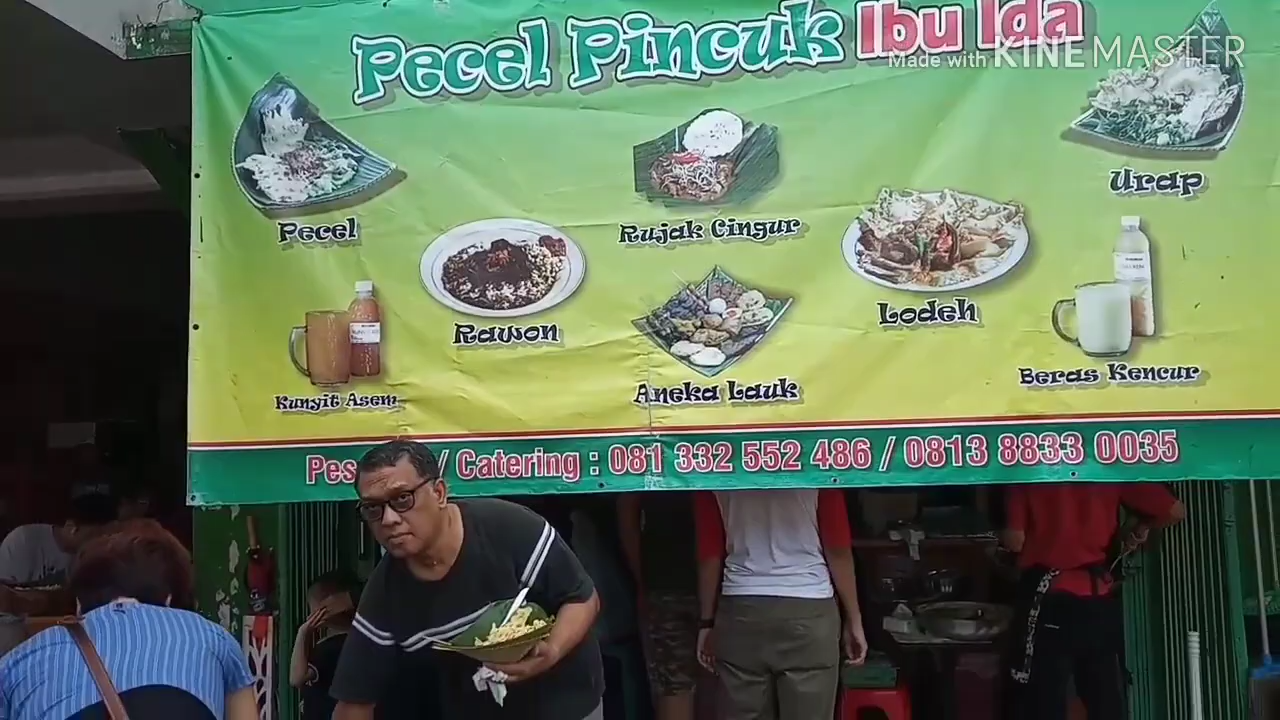 Pecel Pincuk Ibu Ida
Made with KINEMASTER
Pecel
Rujak Cingur
Urap
Rawon
Lodeh
Kunyit Asem
Aneka Lauk
Beras Kencur
/ Catering : 081 332 552 486 / 0813 8833 0035